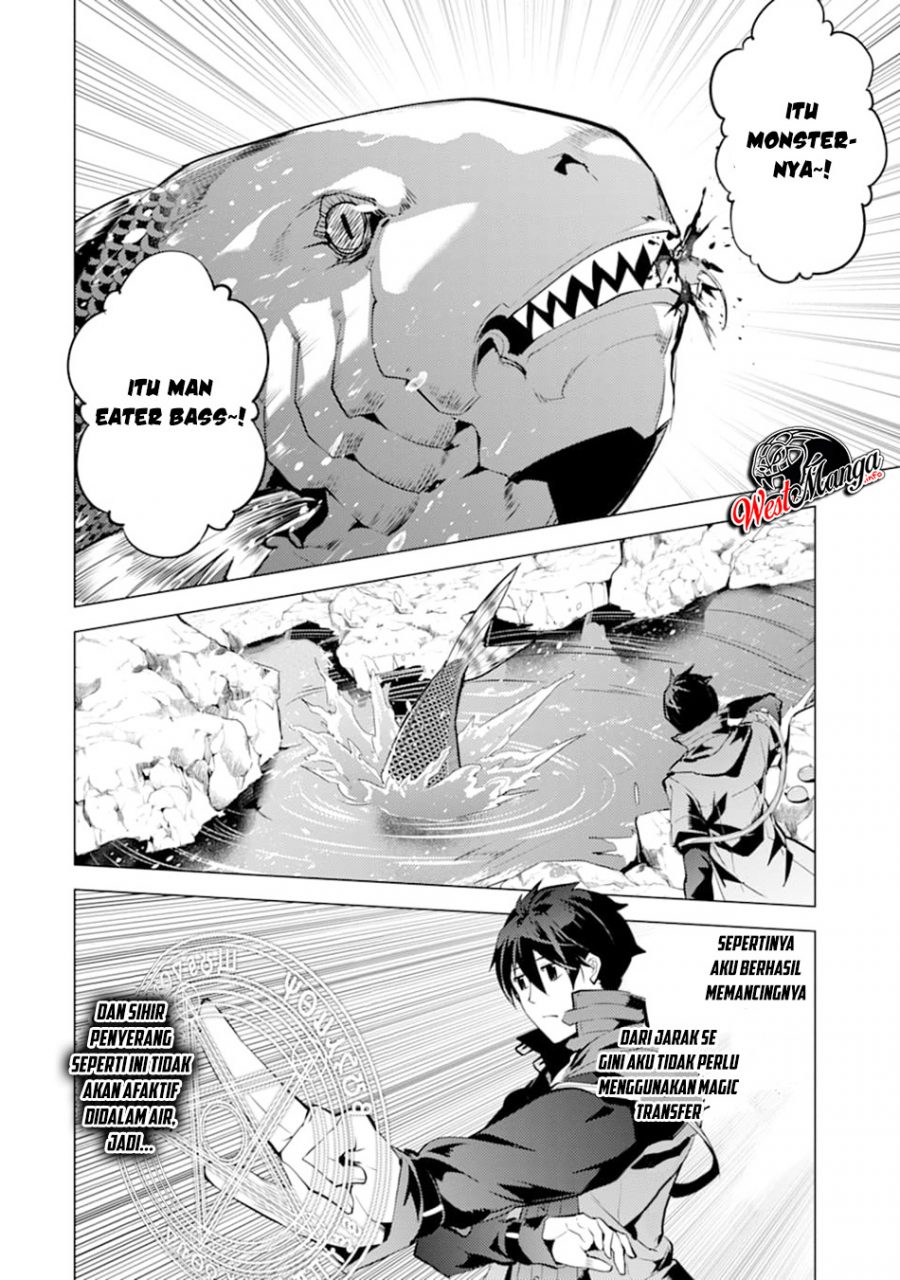 ITU
MONSTER-
NYA~!
ITU MAN
EATER BASS~!
WestManga
.info
SEPERTINYA
AKU BERHASIL
MEMANCINGNYA
DARI JARAK SE
GINI AKU TIDAK PERLU
MENGGUNAKAN MAGIC
TRANSFER
DAN SIHIR
PENYERANG
SEPERTI INI TIDAK
AKAN AFAKTIF
DIDALAM AIR,
JADI...